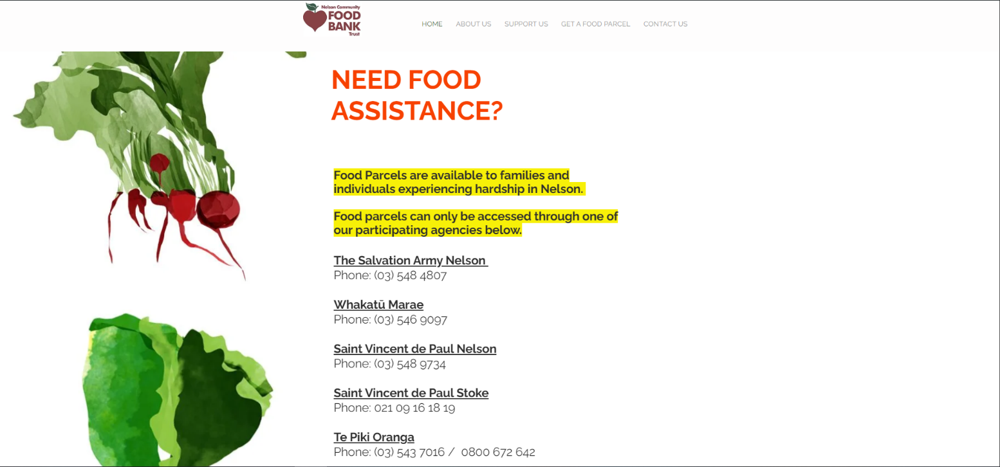 Nelson Community
FOOD
BANK
Trust
HOME ABOUT US SUPPORT US GET A FOOD PARCEL CONTACT US
NEED FOOD
ASSISTANCE?
Food Parcels are available to families and
individuals experiencing hardship in Nelson.
Food parcels can only be accessed through one of
our participating agencies below.
The Salvation Army Nelson
Phone: (03) 548 4807
Whakatū Marae
Phone: (03) 546 9097
Saint Vincent de Paul Nelson
Phone: (03) 548 9734
Saint Vincent de Paul Stoke
Phone: 021 09 16 18 19
Te Piki Oranga
Phone: (03) 543 7016 / 0800 672 642